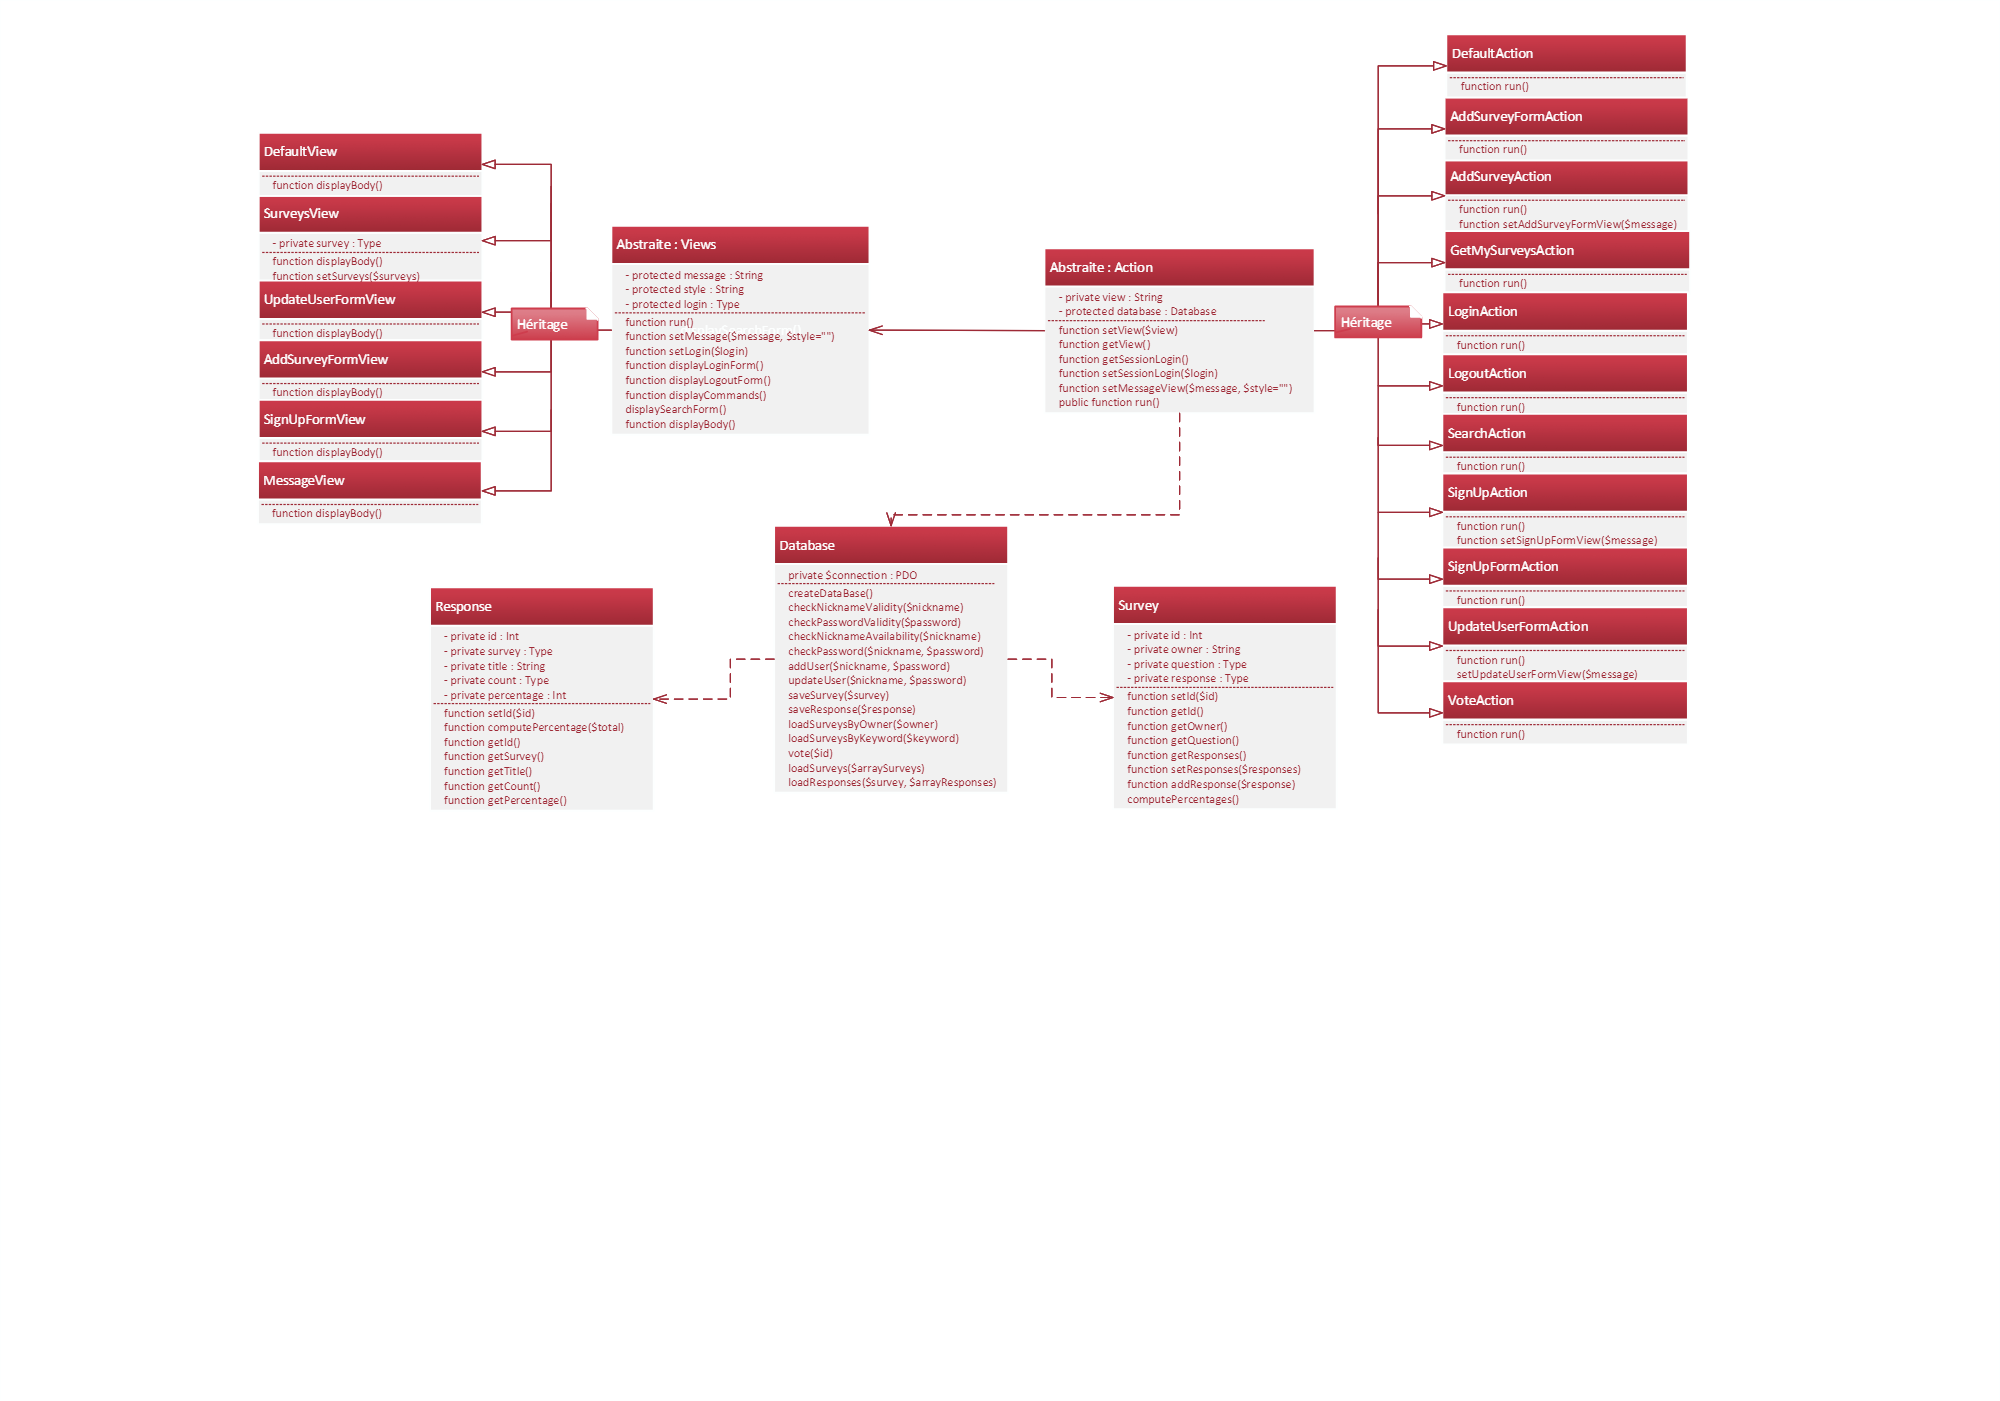 DefaultView
function displayBody()
SurveysView
- private survey : Type
function displayBody()
function setSurveys($surveys)
UpdateUserFormView
function displayBody()
AddSurveyFormView
function displayBody()
SignUpFormView
function displayBody()
MessageView
function displayBody()
Héritage
Abstraite : Views
- protected message : String
- protected style : String
- protected login : Type
function run()
function setMessage($message, $style="")
function setLogin($login)
function displayLoginForm()
function displayLogoutForm()
function displayCommands()
displaySearchForm()
function displayBody()
Abstraite : Action
- private view : String
- protected database : Database
function setView($view)
function getView()
function getSessionLogin()
function setSessionLogin($login)
function setMessageView($message, $style="")
public function run()
Héritage
DefaultAction
function run()
AddSurveyFormAction
function run()
AddSurveyAction
function run()
function setAddSurveyFormView($message)
GetMySurveysAction
function run()
LoginAction
function run()
LogoutAction
function run()
SearchAction
function run()
SignUpAction
function run()
function setSignUpFormView($message)
SignUpFormAction
function run()
UpdateUserFormAction
function run()
setUpdateUserFormView($message)
VoteAction
function run()
Response
- private id : Int
- private survey : Type
- private title : String
- private count : Type
- private percentage : Int
function setId($id)
function computePercentage($total)
function getId()
function getSurvey()
function getTitle()
function getCount()
function getPercentage()
Database
private $connection : PDO
createDataBase()
checkNicknameValidity($nickname)
checkPasswordValidity($password)
checkNicknameAvailability($nickname)
checkPassword($nickname, $password)
addUser($nickname, $password)
updateUser($nickname, $password)
saveSurvey($survey)
saveResponse($response)
loadSurveysByOwner($owner)
loadSurveysByKeyword($keyword)
vote($id)
loadSurveys($arraySurveys)
loadResponses($survey, $arrayResponses)
Survey
- private id : Int
- private owner : String
- private question : Type
- private response : Type
function setId($id)
function getId()
function getOwner()
function getQuestion()
function getResponses()
function setResponses($responses)
function addResponse($response)
computePercentages()